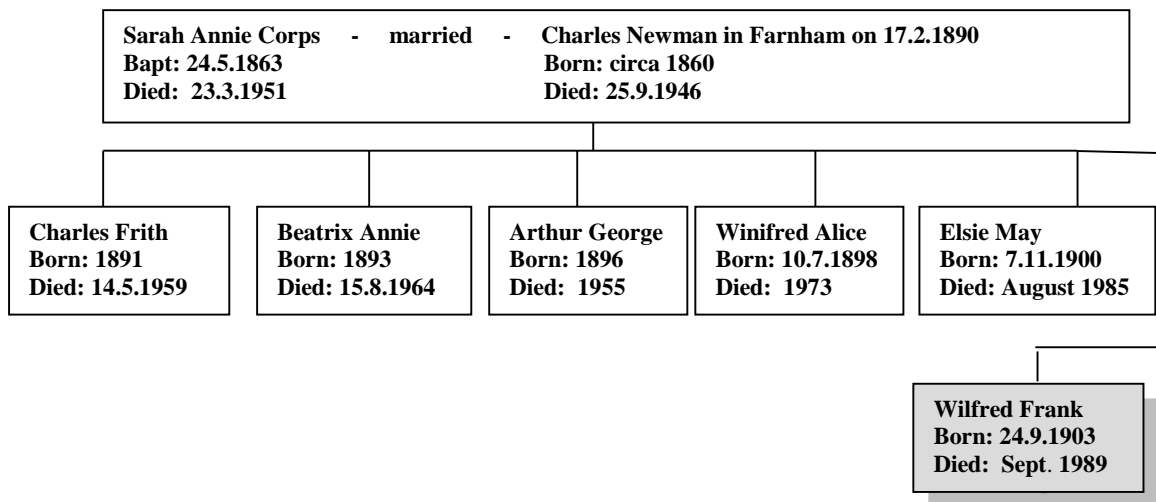 Sarah Annie Corps - married - Charles Newman in Farnham on 17.2.1890
Bapt: 24.5.1863 Born: circa 1860
Died: 23.3.1951 Died: 25.9.1946
Charles Frith
Born: 1891
Died: 14.5.1959
Beatrix Annie
Born: 1893
Died: 15.8.1964
Arthur George
Born: 1896
Died: 1955
Winifred Alice
Born: 10.7.1898
Died: 1973
Elsie May
Born: 7.11.1900
Died: August 1985
Wilfred Frank
Born: 24.9.1903
Died: Sept. 1989